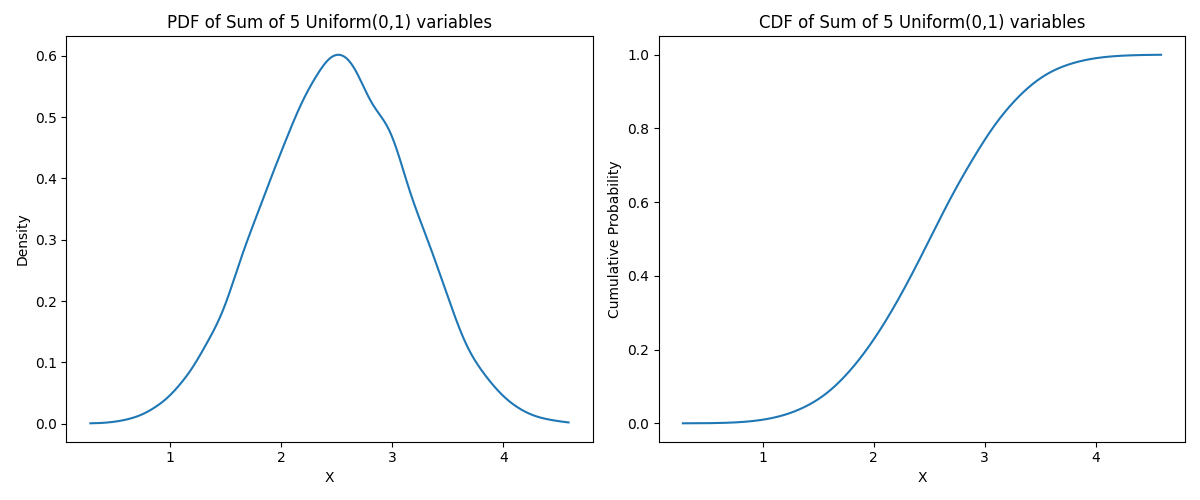 PDF of Sum of 5 Uniform(0,1) variables
0.6
0.5
0.4
0.3
0.2
0.1
0.0
Density
1 2 3 4
X
CDF of Sum of 5 Uniform(0,1) variables
1.0
0.8
0.6
0.4
0.2
0.0
Cumulative Probability
1 2 3 4
X